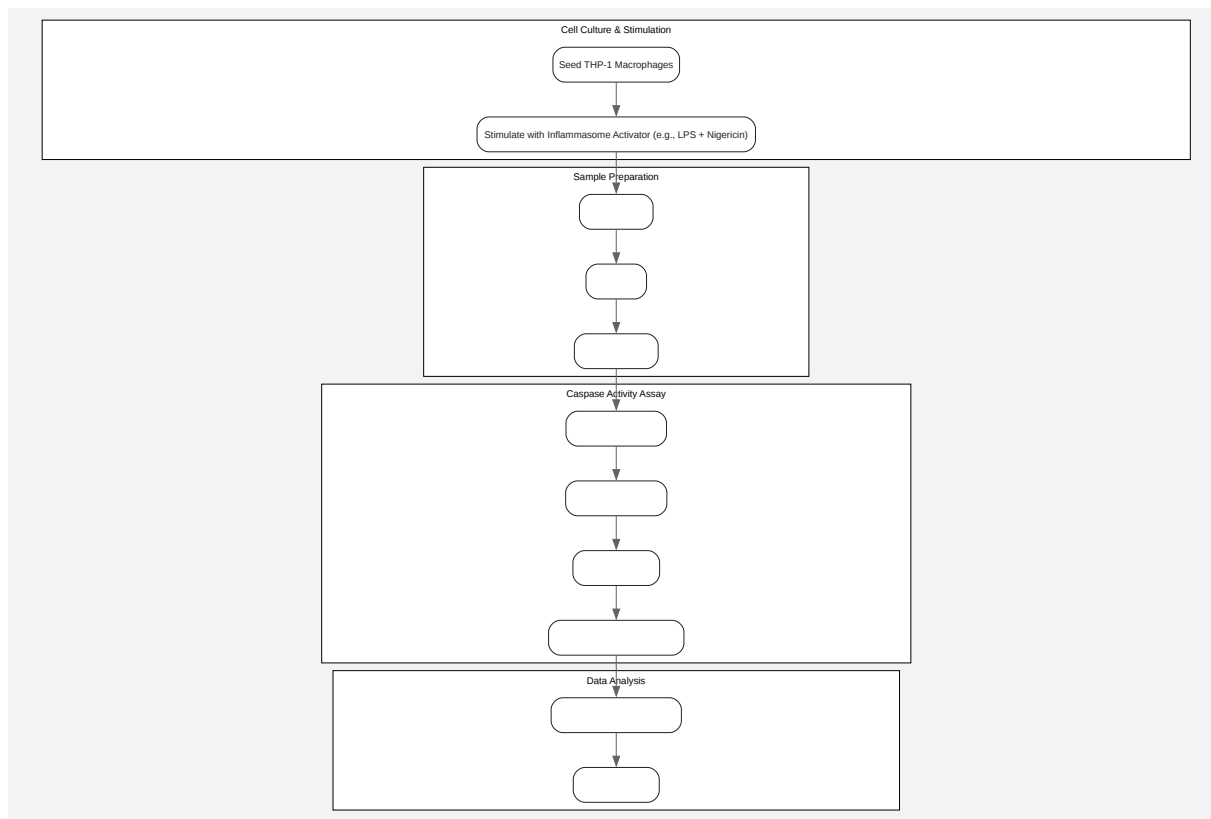 Cell Culture & Stimulation
Seed THP-1 Macrophages
Stimulate with Inflammasome Activator (e.g., LPS + Nigericin)
Sample Preparation
Caspase Activity Assay
Data Analysis